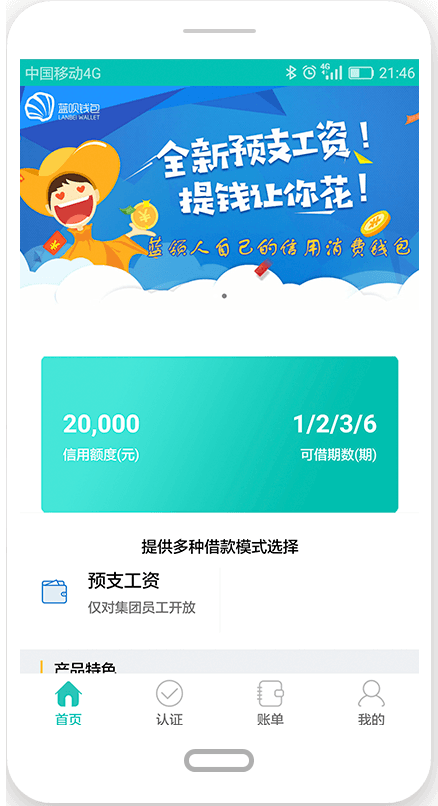 中国移动4G
4G
21:46
蓝呗钱包
LANBEI WALLET
全新预支工资！
提钱让你花！
蓝领人自己的信用消费钱包
20,000
1/2/3/6
信用额度(元)
可借期数(期)
提供多种借款模式选择
预支工资
仅对集团员工开放
产品特色
首页
认证
账单
我的